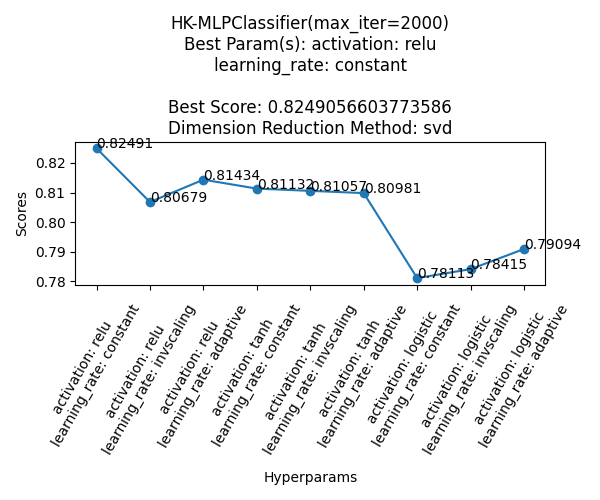 HK-MLPClassifier(max_iter=2000)
Best Param(s): activation: relu
learning_rate: constant
Best Score: 0.8249056603773586
Dimension Reduction Method: svd
Scores
0.82
0.81
0.80
0.79
0.78
0.82491
0.80679
0.81434
0.81132
0.81057
0.80981
0.78113
0.78415
0.79094
activation: relu
learning_rate: constant
activation: relu
learning_rate: invscaling
activation: relu
learning_rate: adaptive
activation: tanh
learning_rate: constant
activation: tanh
learning_rate: invscaling
activation: tanh
learning_rate: adaptive
activation: logistic
learning_rate: constant
activation: logistic
learning_rate: invscaling
activation: logistic
learning_rate: adaptive
Hyperparams